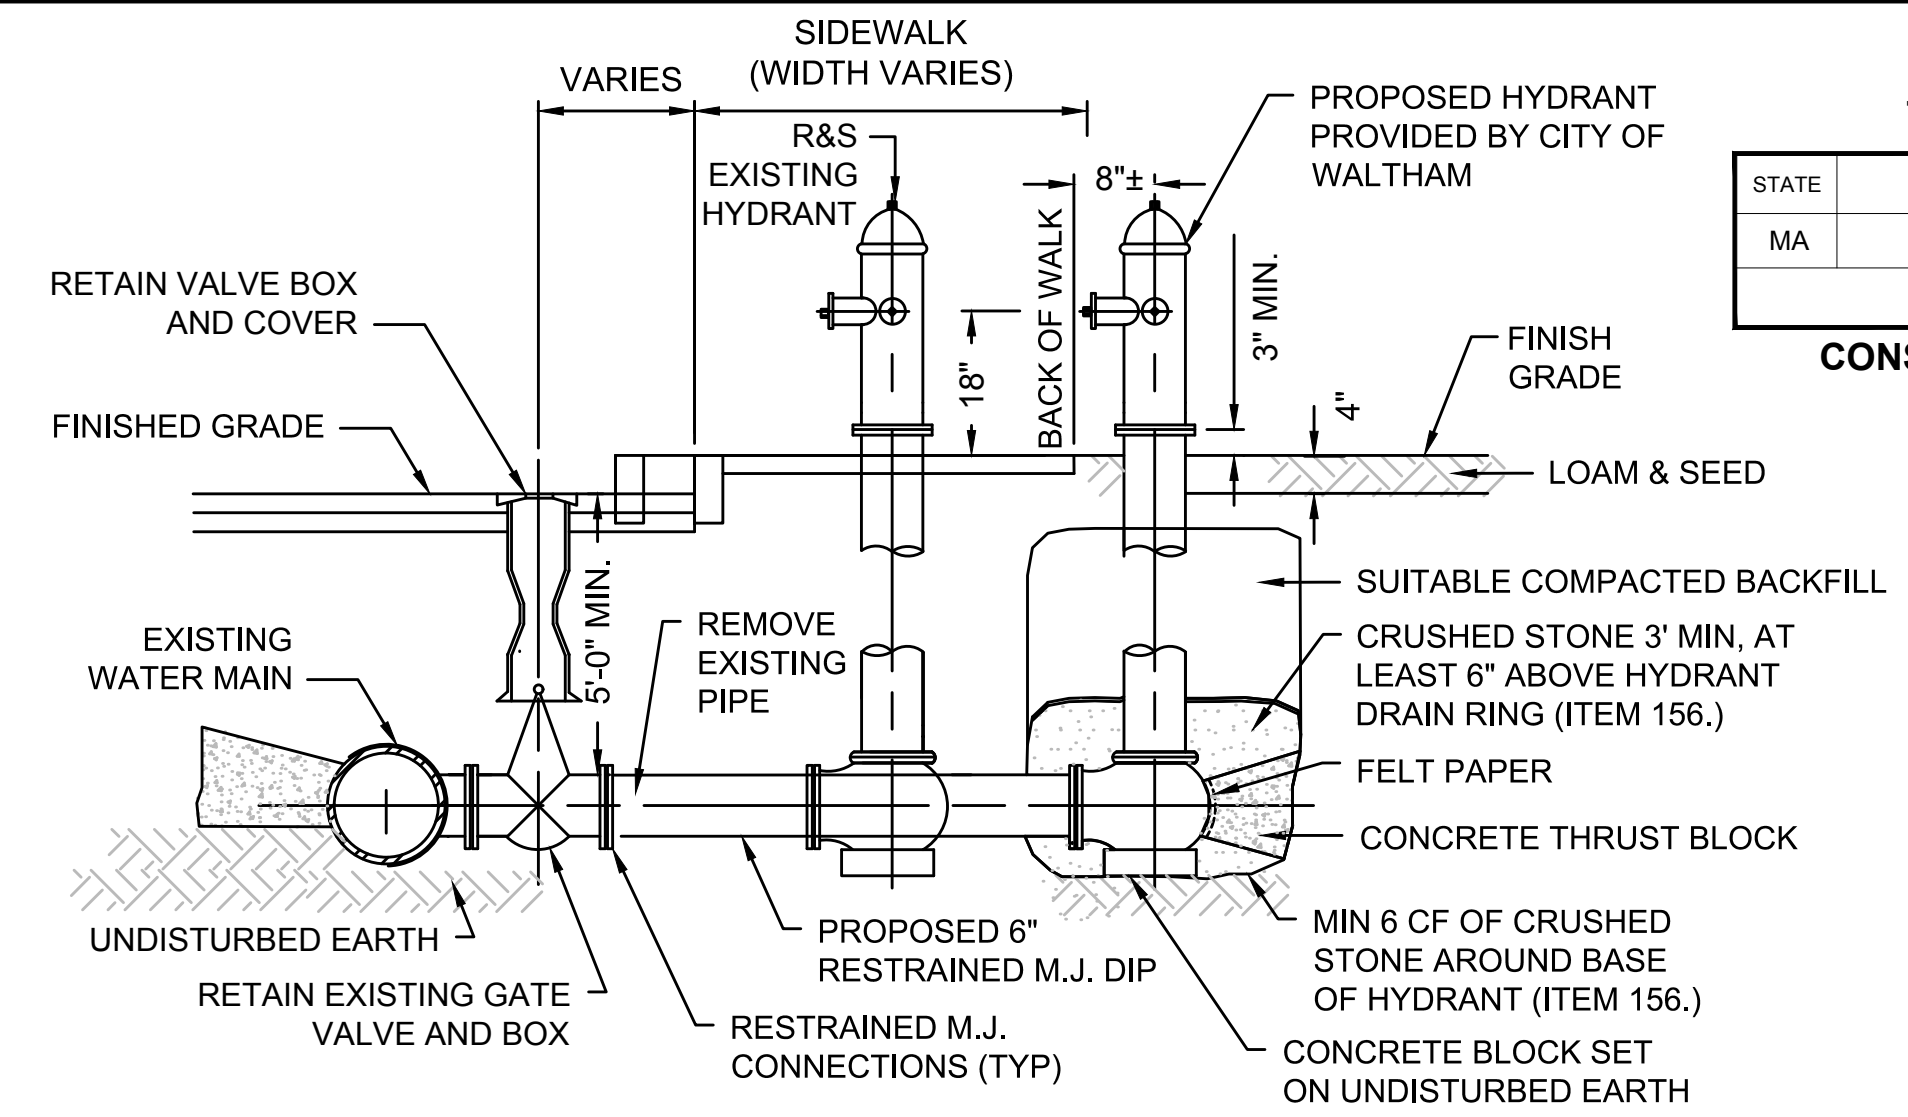 SIDEWALK
(WIDTH VARIES)
VARIES
R&S
EXISTING
HYDRANT
8"±
PROPOSED HYDRANT
PROVIDED BY CITY OF
WALTHAM
STATE
MA
CONS
RETAIN VALVE BOX
AND COVER
FINISHED GRADE
18"
BACK OF WALK
3" MIN.
4"
FINISH
GRADE
LOAM & SEED
5'-0" MIN.
EXISTING
WATER MAIN
REMOVE
EXISTING
PIPE
SUITABLE COMPACTED BACKFILL
CRUSHED STONE 3' MIN, AT
LEAST 6" ABOVE HYDRANT
DRAIN RING (ITEM 156.)
FELT PAPER
CONCRETE THRUST BLOCK
UNDISTURBED EARTH
RETAIN EXISTING GATE
VALVE AND BOX
PROPOSED 6"
RESTRAINED M.J. DIP
RESTRAINED M.J.
CONNECTIONS (TYP)
MIN 6 CF OF CRUSHED
STONE AROUND BASE
OF HYDRANT (ITEM 156.)
CONCRETE BLOCK SET
ON UNDISTURBED EARTH